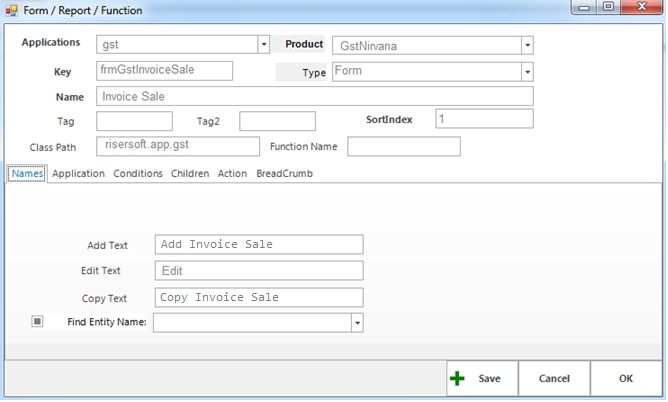 Form / Report / Function
Applications gst Product GstNirvana
Key frmGstInvoiceSale Type Form
Name Invoice Sale
Tag Tag2 SortIndex 1
Class Path risersoft.app.gst Function Name
Names Application Conditions Children Action BreadCrumb
Add Text Add Invoice Sale
Edit Text Edit
Copy Text Copy Invoice Sale
Find Entity Name:
Save Cancel OK